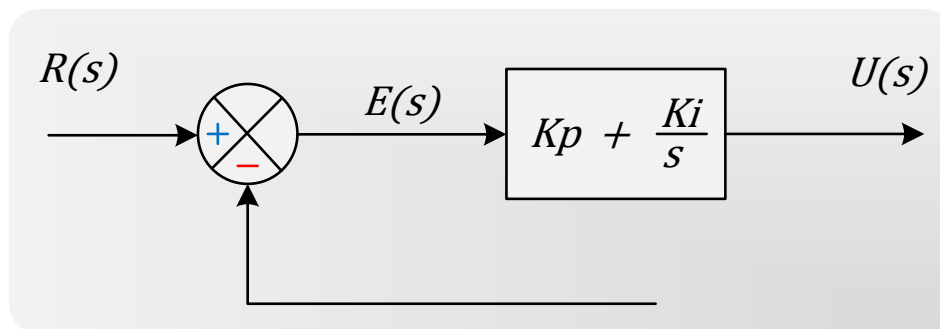 R(s)
+
−
E(s)
Kp + Ki/s
U(s)